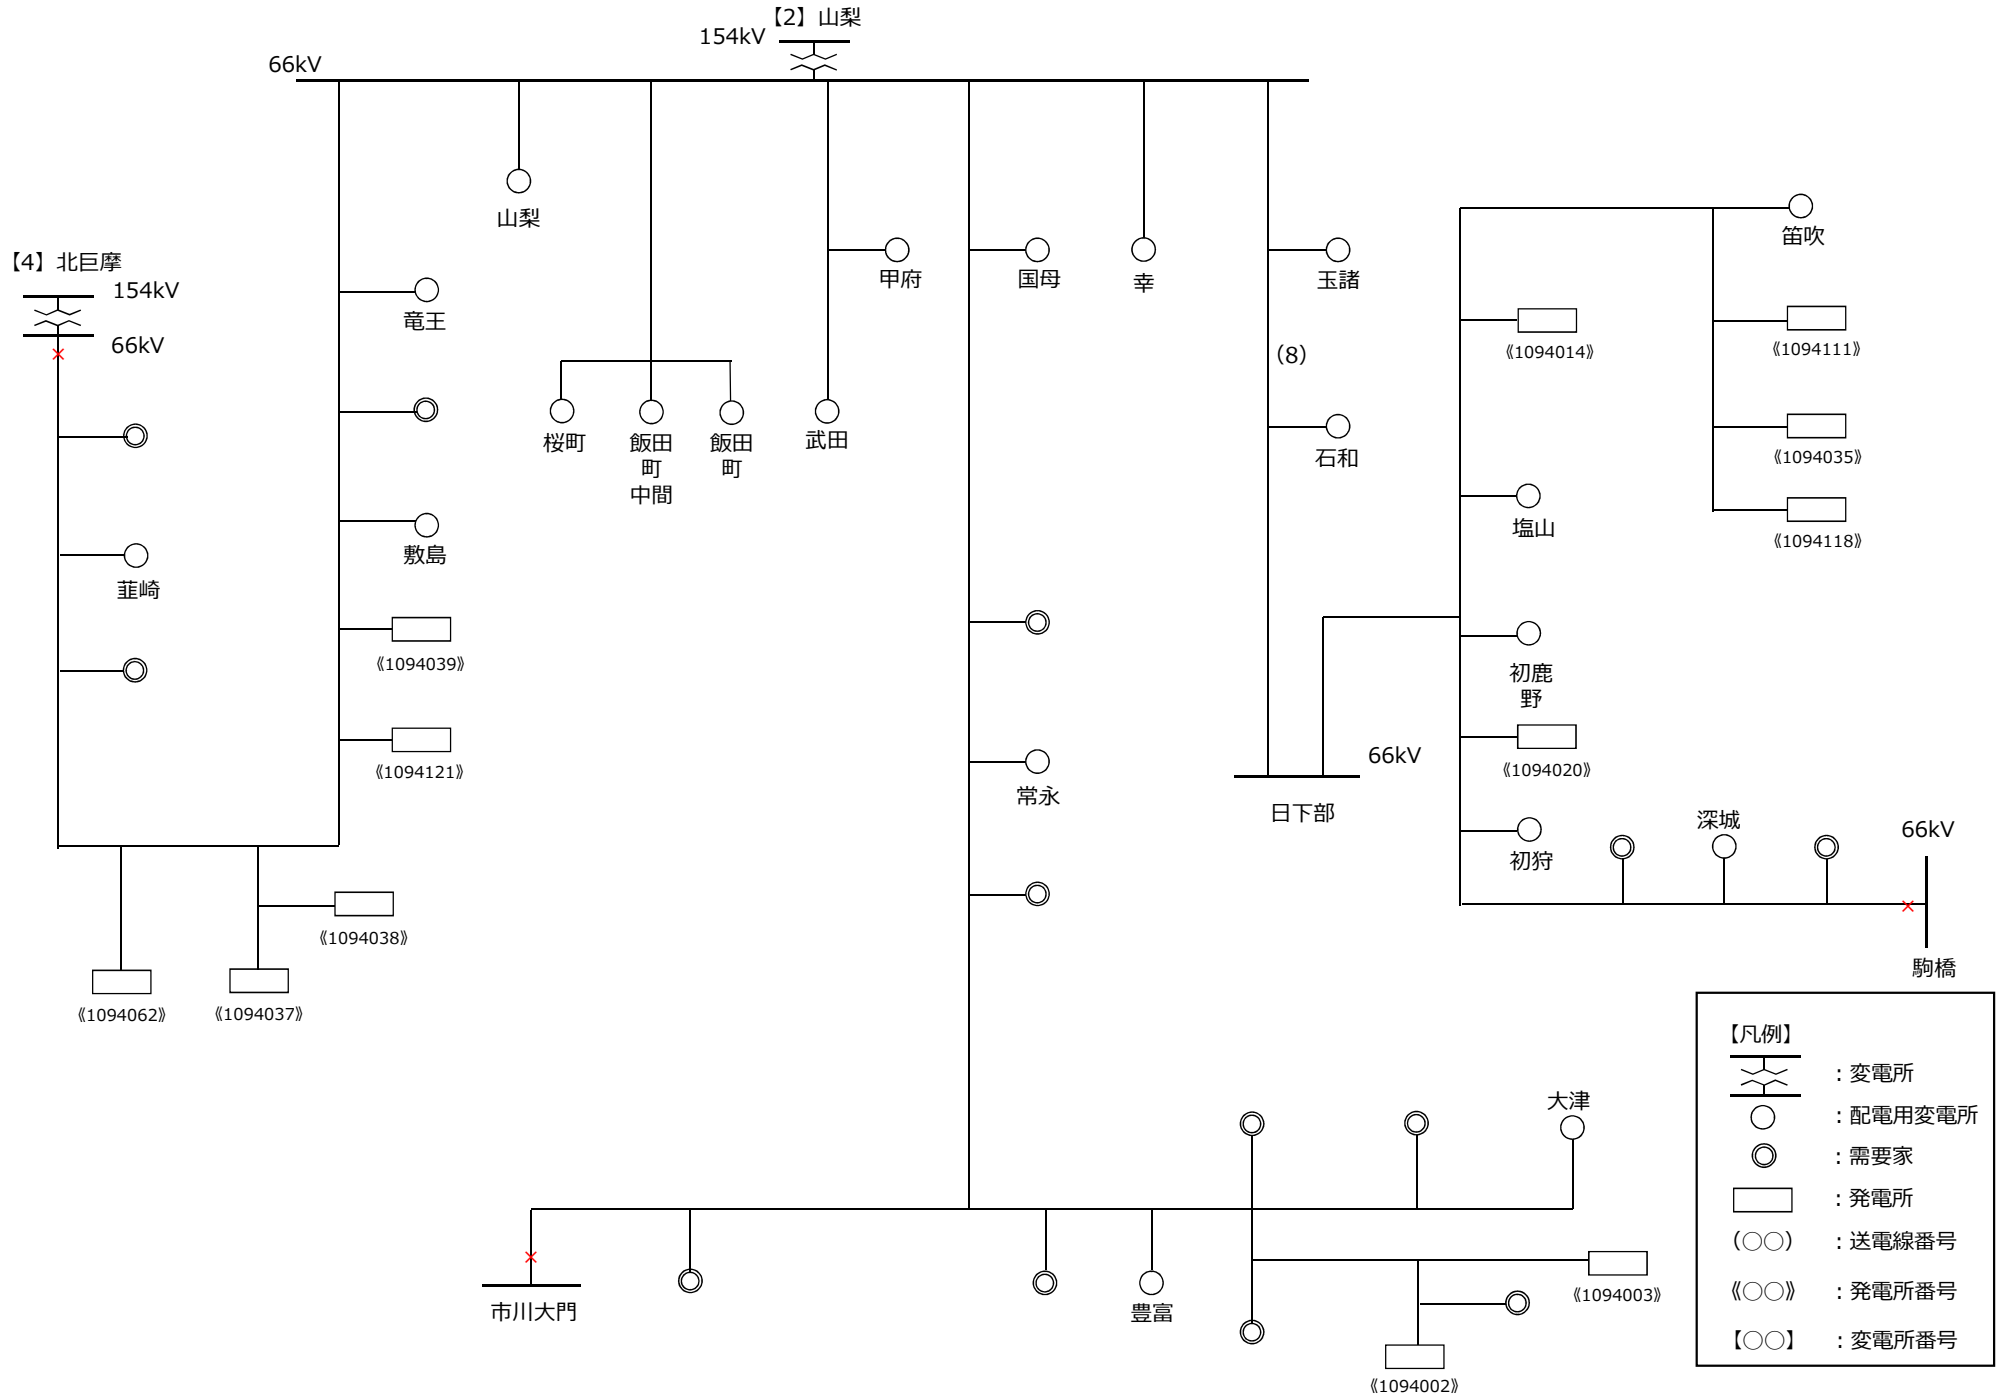 【2】山梨
154kV
66kV
山梨
笛吹
甲府
国母
幸
玉諸
【4】北巨摩
154kV
66kV
竜王
(8)
《1094014》
《1094111》
桜町
飯田
町
中間
飯田
町
武田
石和
《1094035》
塩山
《1094118》
敷島
韮崎
《1094039》
初鹿
野
《1094121》
常永
66kV
《1094020》
日下部
深城
66kV
初狩
《1094038》
駒橋
《1094062》
《1094037》
大津
市川大門
豊富
《1094003》
《1094002》
【凡例】
:変電所
:配電用変電所
:需要家
:発電所
(○○) :送電線番号
《○○》 :発電所番号
【○○】 :変電所番号